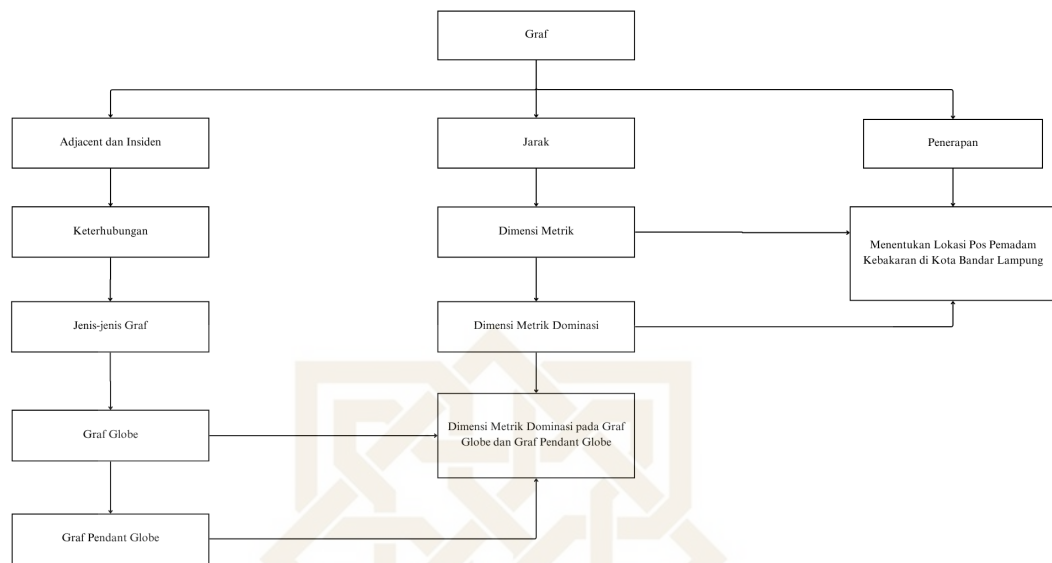 Graf
Adjacent dan Insiden
Jarak
Penerapan
Keterhubungan
Dimensi Metrik
Menentukan Lokasi Pos Pemadam
Kebakaran di Kota Bandar Lampung
Jenis-jenis Graf
Dimensi Metrik Dominasi
Graf Globe
Dimensi Metrik Dominasi pada Graf
Globe dan Graf Pendant Globe
Graf Pendant Globe